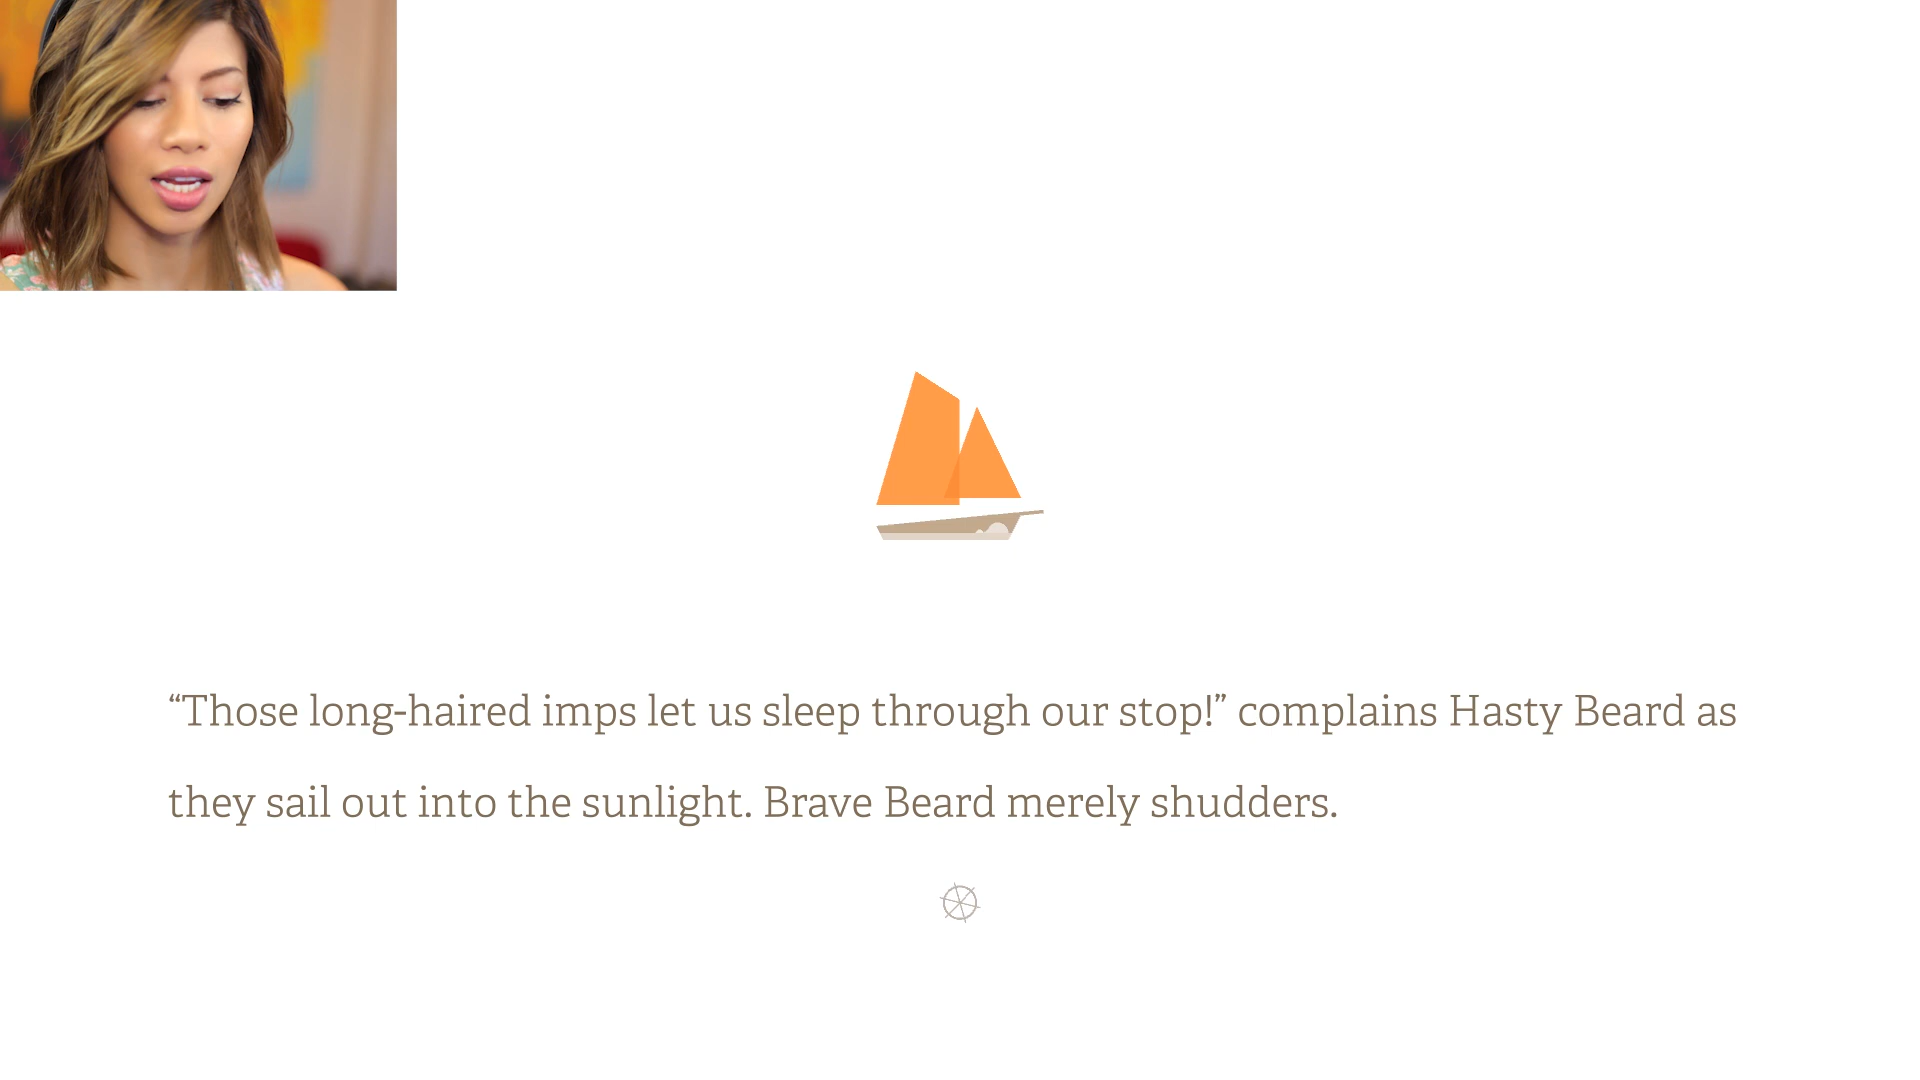 “Those long-haired imps let us sleep through our stop!” complains Hasty Beard as
they sail out into the sunlight. Brave Beard merely shudders.